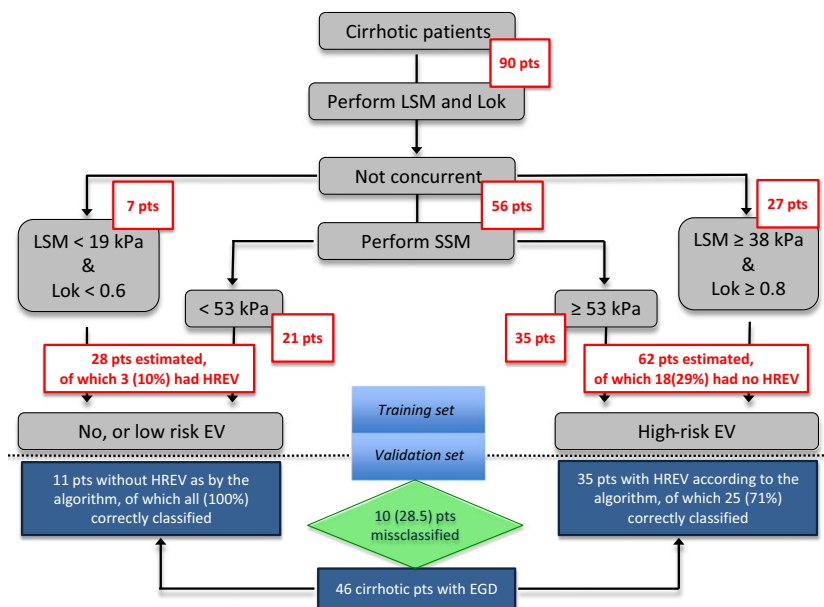 Cirrhotic patients
90 pts
Perform LSM and Lok
Not concurrent
7 pts
56 pts
27 pts
LSM < 19 kPa
&
Lok < 0.6
Perform SSM
LSM ≥ 38 kPa
&
Lok ≥ 0.8
< 53 kPa
21 pts
≥ 53 kPa
35 pts
28 pts estimated,
of which 3 (10%) had HREV
62 pts estimated,
of which 18(29%) had no HREV
No, or low risk EV
Training set
High-risk EV
Validation set
11 pts without HREV as by the
algorithm, of which all (100%)
correctly classified
35 pts with HREV according to the
algorithm, of which 25 (71%)
correctly classified
10 (28.5) pts
missclassified
46 cirrhotic pts with EGD